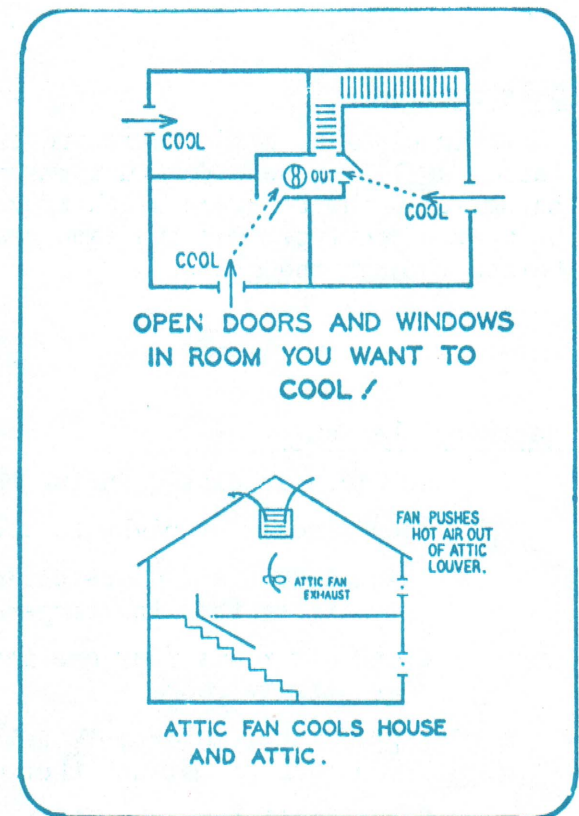 COOL
OUT
COOL
COOL
OPEN DOORS AND WINDOWS
IN ROOM YOU WANT TO
COOL!
FAN PUSHES
HOT AIR OUT
OF ATTIC
LOUVER.
ATTIC FAN
EXHAUST
ATTIC FAN COOLS HOUSE
AND ATTIC.